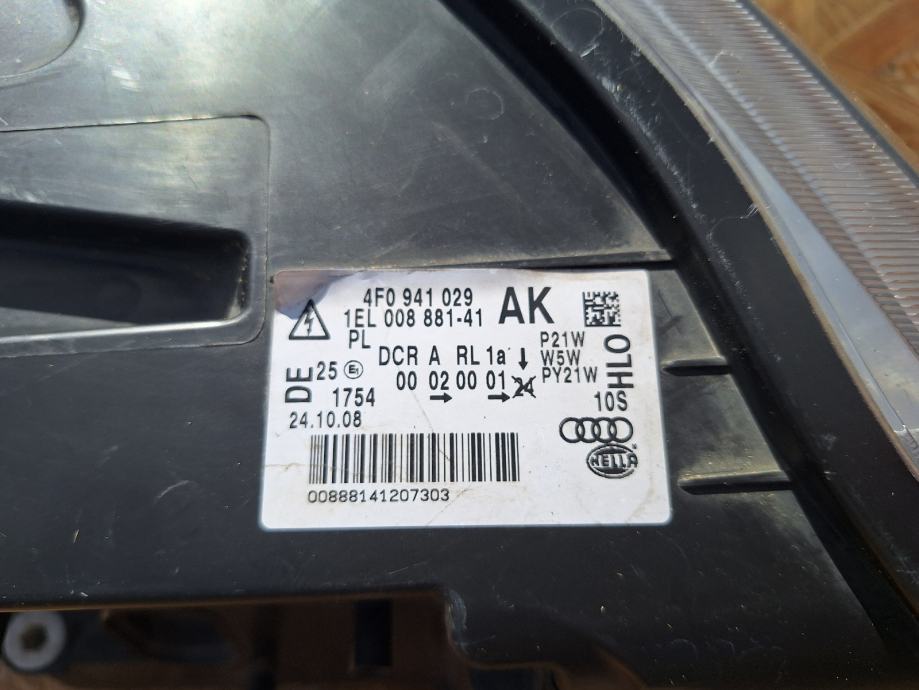 4F0 941 029 AK
1EL 008 881-41
PL P21W
DCR A RL 1a ↓ W5W
DE 25 E1 00 02 00 01 24 PY21W
HLO
1754 → → 10S
24.10.08
HELLA
00888141207303